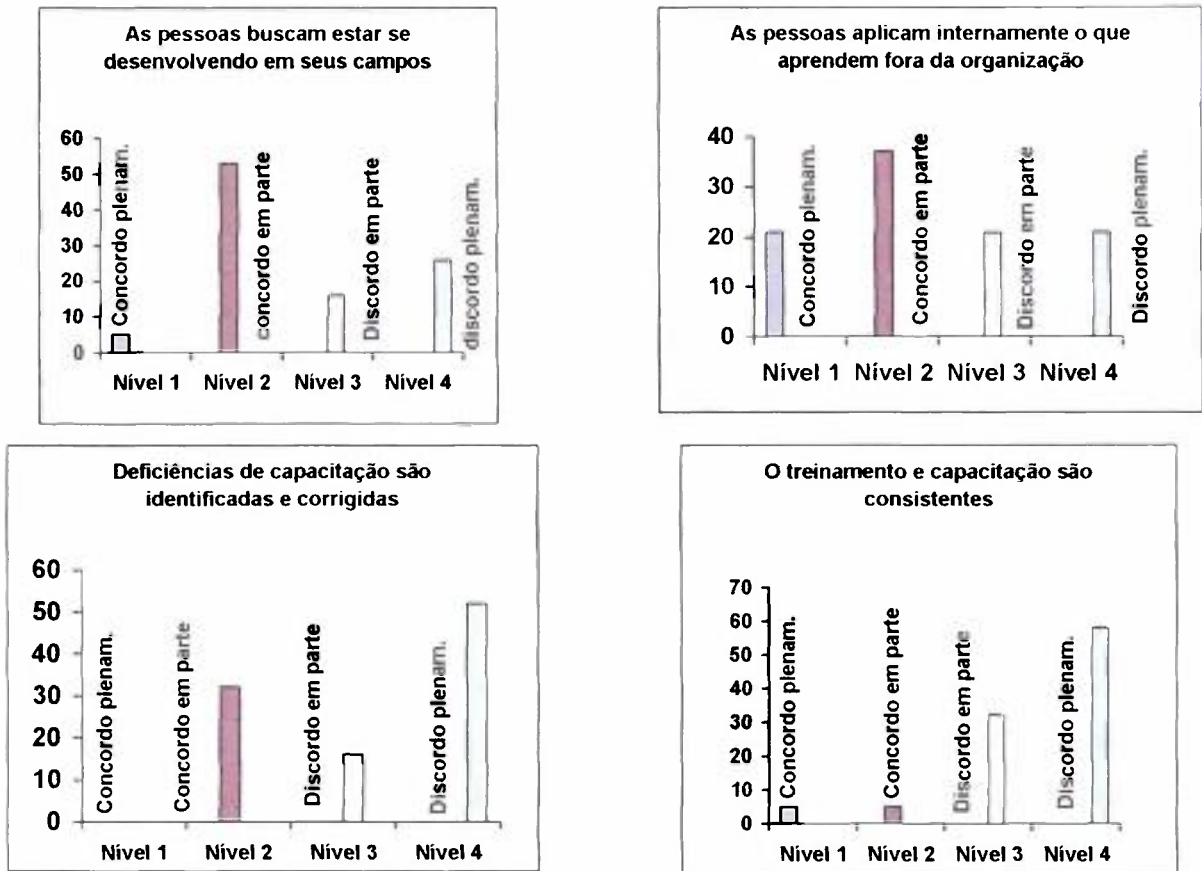 As pessoas buscam estar se
desenvolvendo em seus campos
60
50
40
30
20
10
0
Concordo plenam.
concordo em parte
Discordo em parte
discordo plenam.
Nível 1 Nível 2 Nível 3 Nível 4
As pessoas aplicam internamente o que
aprendem fora da organização
40
30
20
10
0
Concordo plenam.
Concordo em parte
Discordo em parte
Discordo plenam.
Nível 1 Nível 2 Nível 3 Nível 4
Deficiências de capacitação são
identificadas e corrigidas
60
50
40
30
20
10
0
Concordo plenam.
Concordo em parte
Discordo em parte
Discordo plenam.
Nível 1 Nível 2 Nível 3 Nível 4
O treinamento e capacitação são
consistentes
70
60
50
40
30
20
10
0
Concordo plenam.
Concordo em parte
Discordo em parte
Discordo plenam.
Nível 1 Nível 2 Nível 3 Nível 4